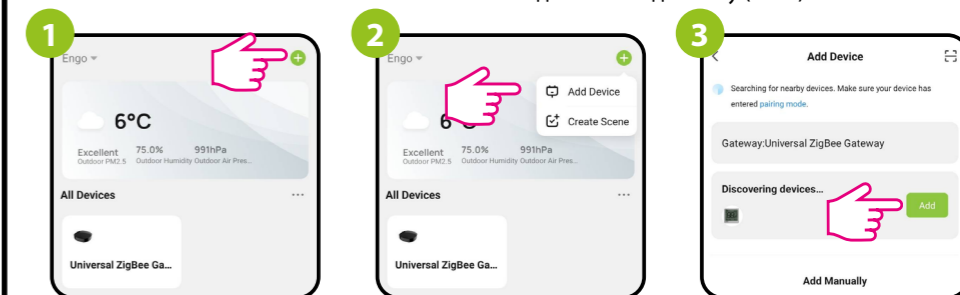 1
Engo
6°C
Excellent 75.0% 991hPa
Outdoor PM2.5 Outdoor Humidity Outdoor Air Pres...
All Devices ...
Universal ZigBee Ga...
2
Engo
Add Device
Create Scene
Excellent 75.0% 991hPa
Outdoor PM2.5 Outdoor Humidity Outdoor Air Pres...
All Devices ...
Universal ZigBee Ga...
3
Add Device
Searching for nearby devices. Make sure your device has
entered pairing mode.
Gateway:Universal ZigBee Gateway
Discovering devices...
Add
Add Manually